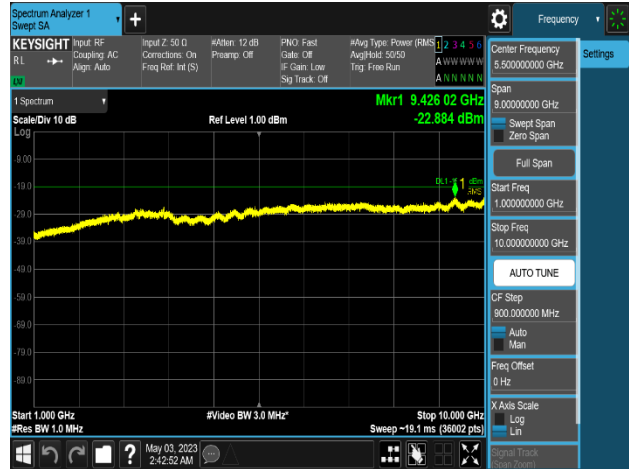 Spectrum Analyzer 1
Swept SA
Frequency
KEYSIGHT
RL
LW
Input: RF
Coupling: AC
Align: Auto
Input Z: 50 Ω
Corrections: On
Freq Ref: Int (S)
#Atten: 12 dB
Preamp: Off
PNO: Fast
Gate: Off
IF Gain: Low
Sig Track: Off
#Avg Type: Power (RMS
Avg|Hold: 50/50
Trig: Free Run
1 2 3 4 5 6
A W W W W W
A N N N N N
1 Spectrum
Scale/Div 10 dB
Log
Ref Level 1.00 dBm
Mkr1 9.426 02 GHz
-22.884 dBm
-9.00
-19.0
-29.0
-39.0
-49.0
-59.0
-69.0
-79.0
-89.0
1
dBm
RMS
Start 1.000 GHz
#Res BW 1.0 MHz
#Video BW 3.0 MHz*
Stop 10.000 GHz
Sweep ~19.1 ms (36002 pts)
?
May 03, 2023
2:42:52 AM
Center Frequency
5.500000000 GHz
Span
9.00000000 GHz
Swept Span
Zero Span
Full Span
Start Freq
1.000000000 GHz
Stop Freq
10.000000000 GHz
AUTO TUNE
CF Step
900.000000 MHz
Auto
Man
Freq Offset
0 Hz
X Axis Scale
Log
Lin
Signal Track
(Span Zoom)
Settings